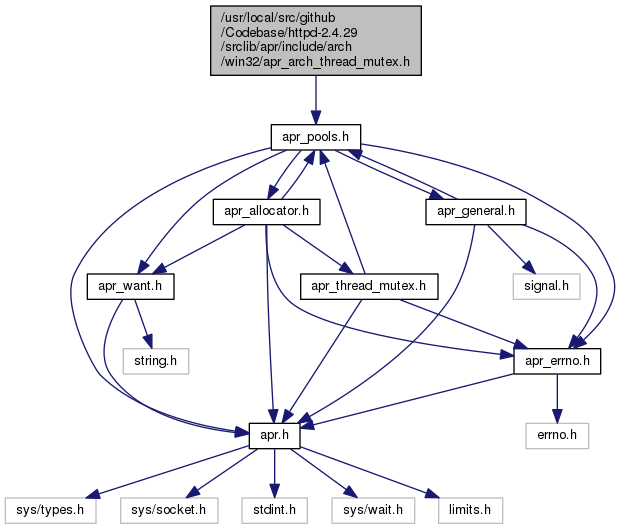 /usr/local/src/github
/Codebase/httpd-2.4.29
/srclib/apr/include/arch
/win32/apr_arch_thread_mutex.h
apr_pools.h
apr_allocator.h
apr_general.h
apr_want.h
apr_thread_mutex.h
signal.h
string.h
apr_errno.h
apr.h
errno.h
sys/types.h
sys/socket.h
stdint.h
sys/wait.h
limits.h